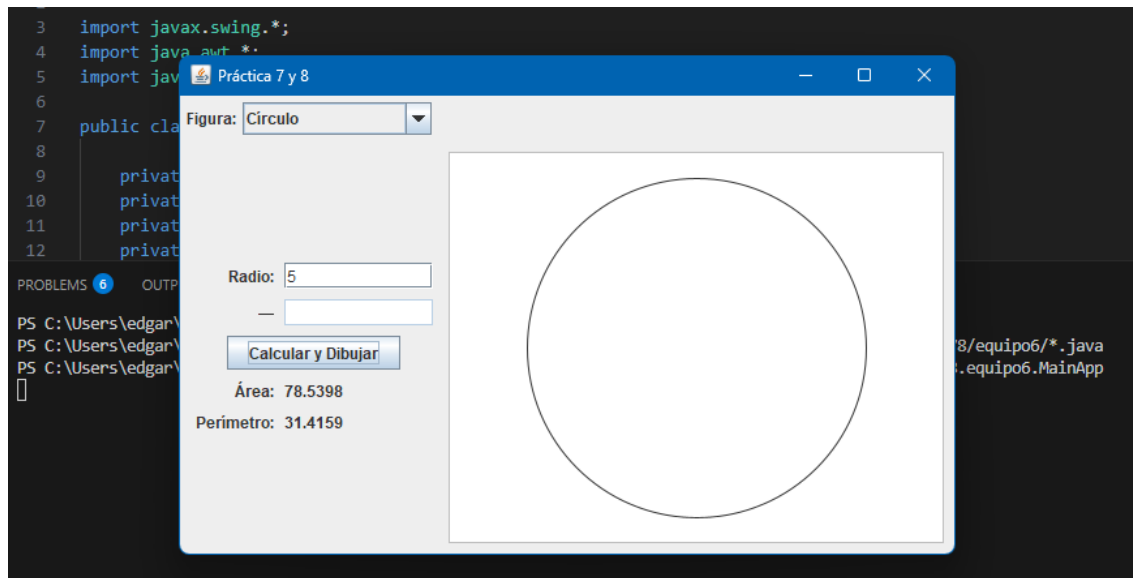 3 import javax.swing.*;
4 import java.awt.*;
5 import jav
Práctica 7 y 8
6
7 public cla
Figura: Círculo
8
9 privat
10 privat
11 privat
12 privat
Radio: 5
PROBLEMS 6 OUTP
—
PS C:\Users\edgar\
Calcular y Dibujar
PS C:\Users\edgar\ 8/equipo6/*.java
PS C:\Users\edgar\ .equipo6.MainApp
Área: 78.5398
Perímetro: 31.4159